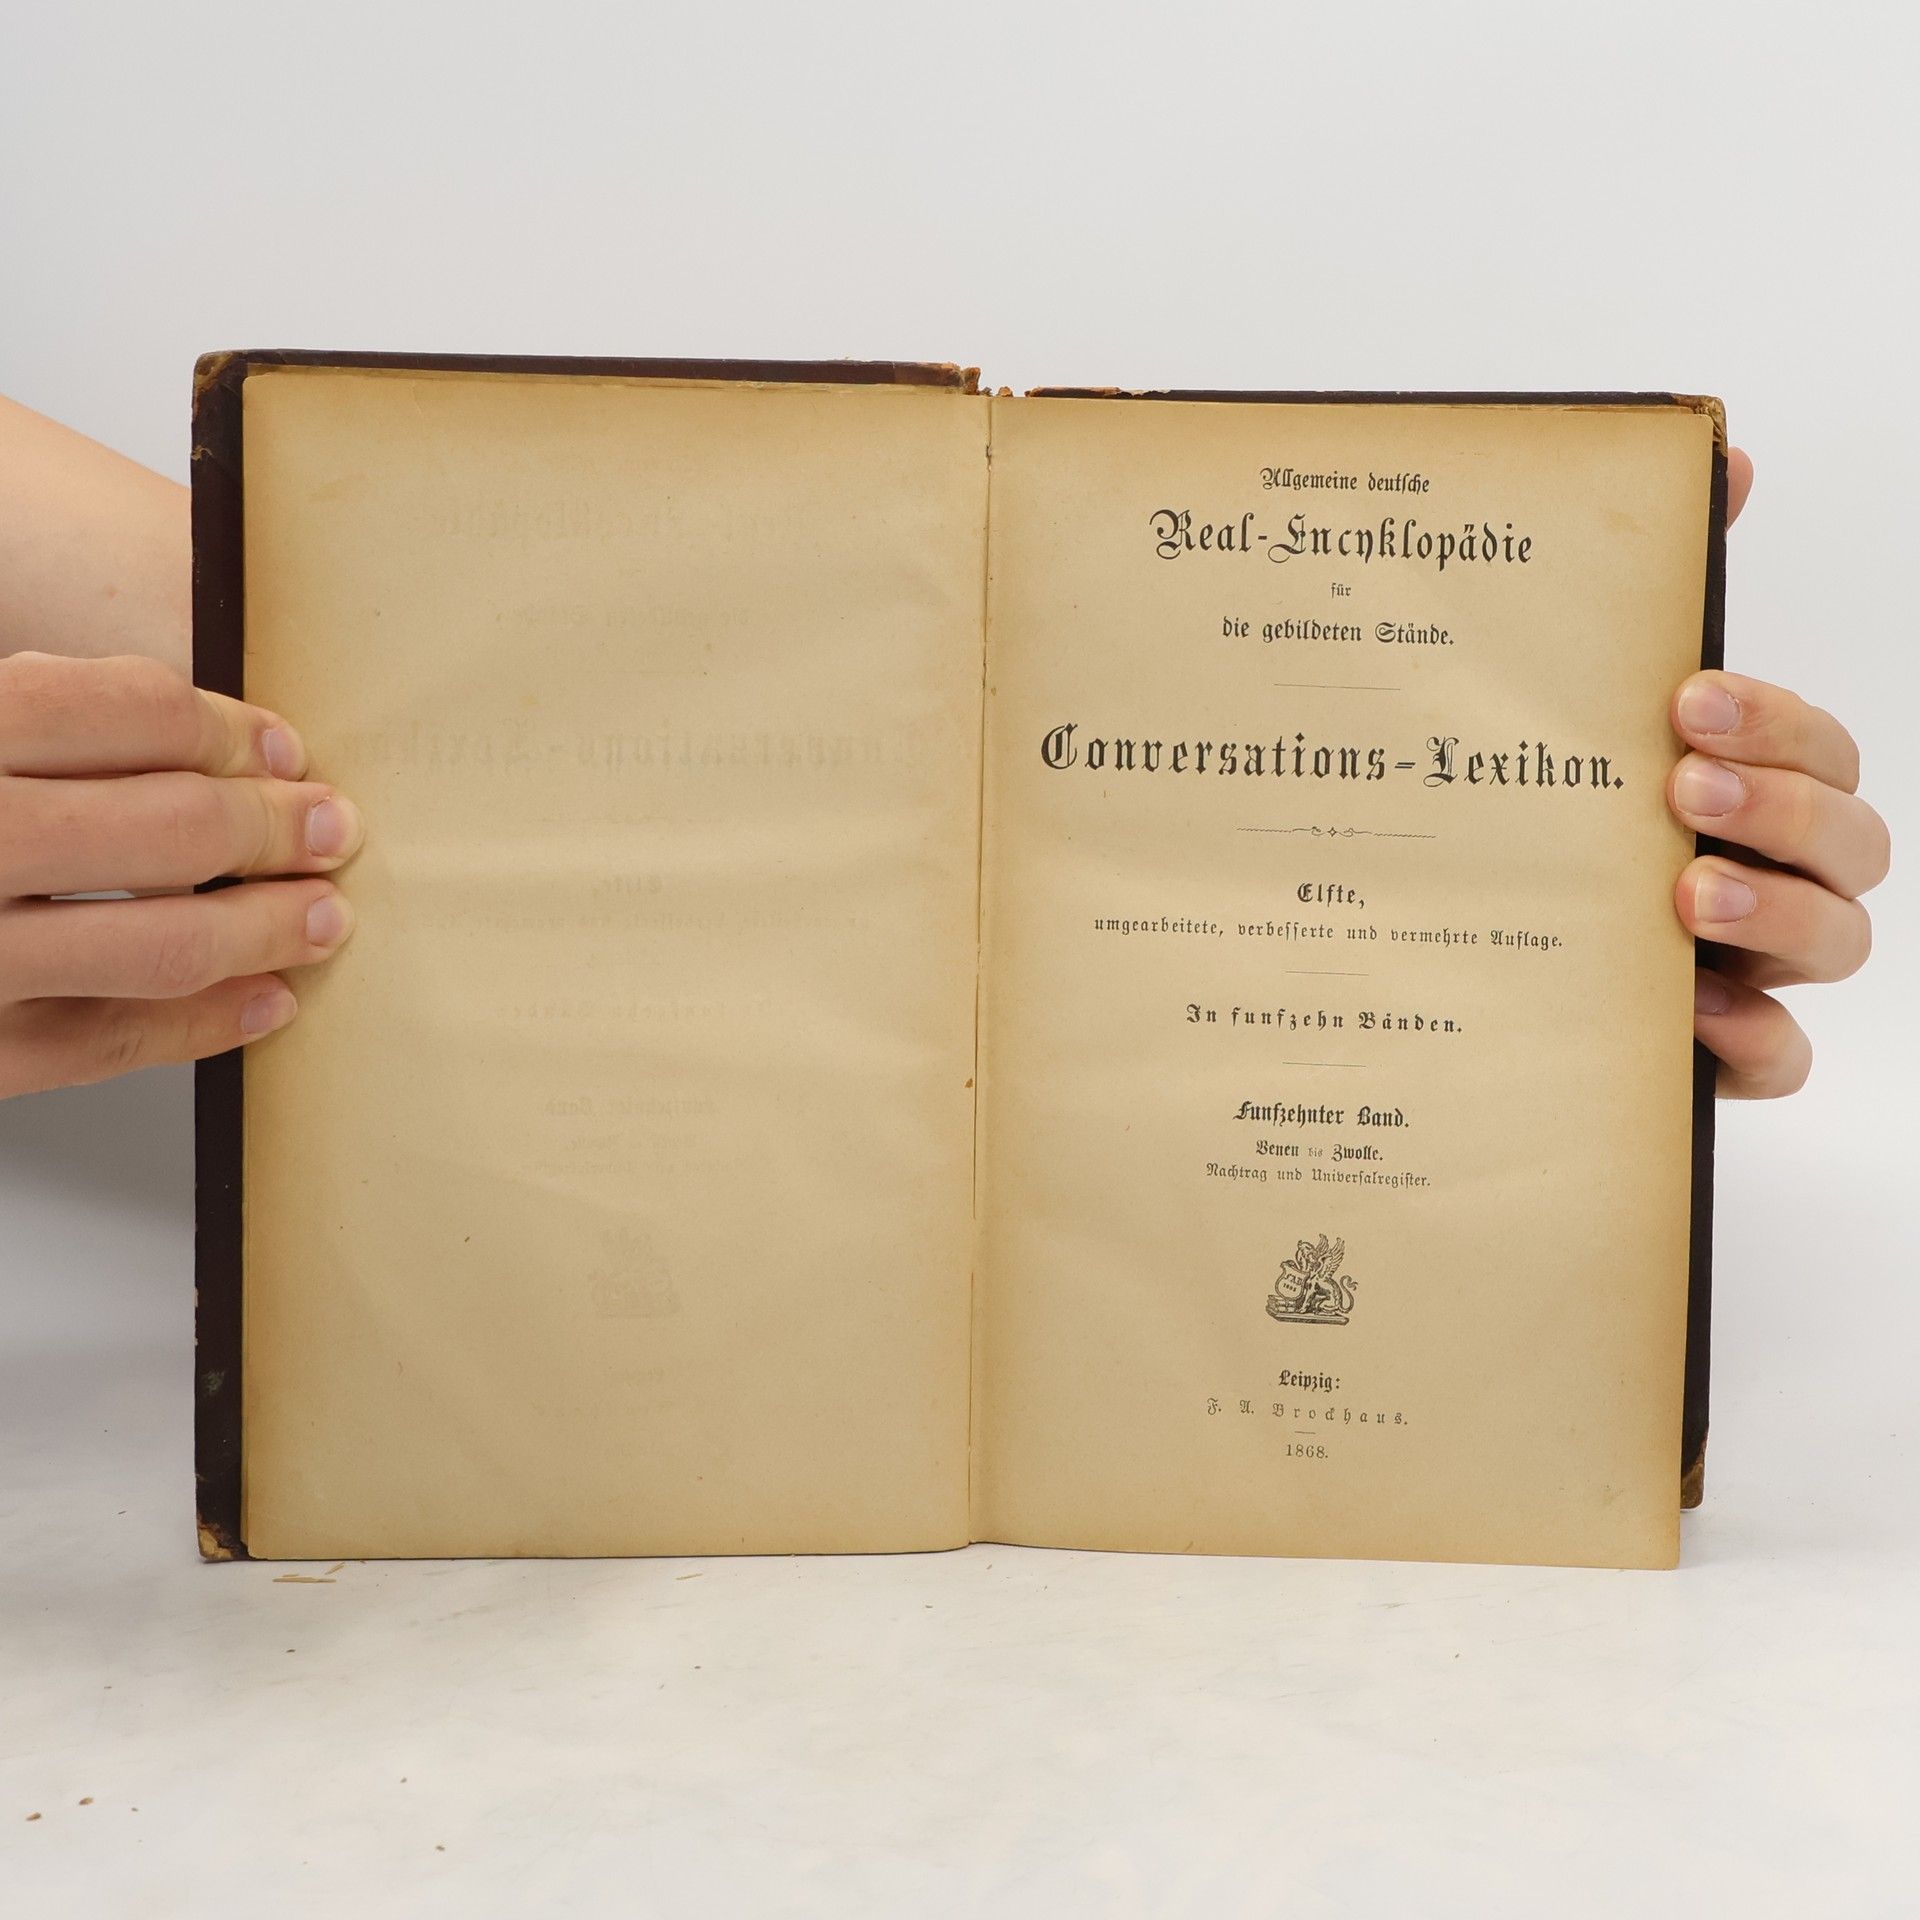 Allgemeine deutsche
Real-Encyklopädie
für
die gebildeten Stände.
Conversations-Lexikon.
Elfte,
umgearbeitete, verbesserte und vermehrte Auflage.
In funfzehn Bänden.
Funfzehnter Band.
Venen bis Zwolle.
Nachtrag und Universalregister.
FAB
Leipzig:
F. A. Brockhaus.
1868.